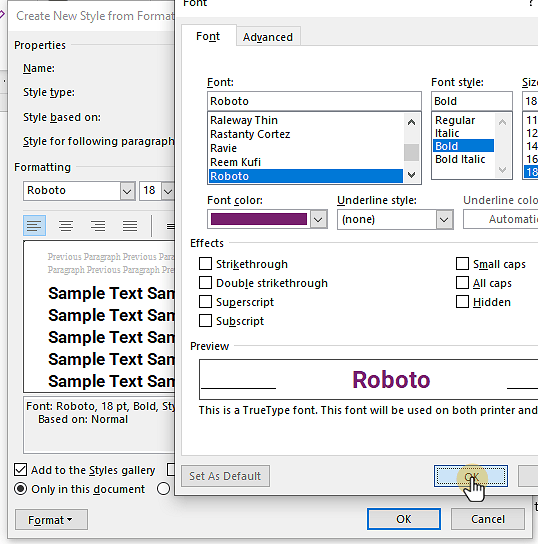 Create New Style from Format
Properties
Name:
Style type:
Style based on:
Style for following paragraph
Formatting
Roboto 18
Previous Paragraph Previous Paragraph
Paragraph Previous Paragraph Previous
Sample Text Sam
Sample Text Sam
Sample Text Sam
Sample Text Sam
Sample Text Sam
Font: Roboto, 18 pt, Bold, Sty
Based on: Normal
Add to the Styles gallery
Only in this document
Format
OK Cancel
Font ?
Font Advanced
Font: Font style: Size
Roboto Bold 18
Raleway Thin
Rastanty Cortez
Ravie
Reem Kufi
Roboto
Regular
Italic
Bold
Bold Italic
11
12
14
16
18
Font color: Underline style: Underline colo
(none) Automatic
Effects
Strikethrough Small caps
Double strikethrough All caps
Superscript Hidden
Subscript
Preview
Roboto
This is a TrueType font. This font will be used on both printer and
Set As Default OK